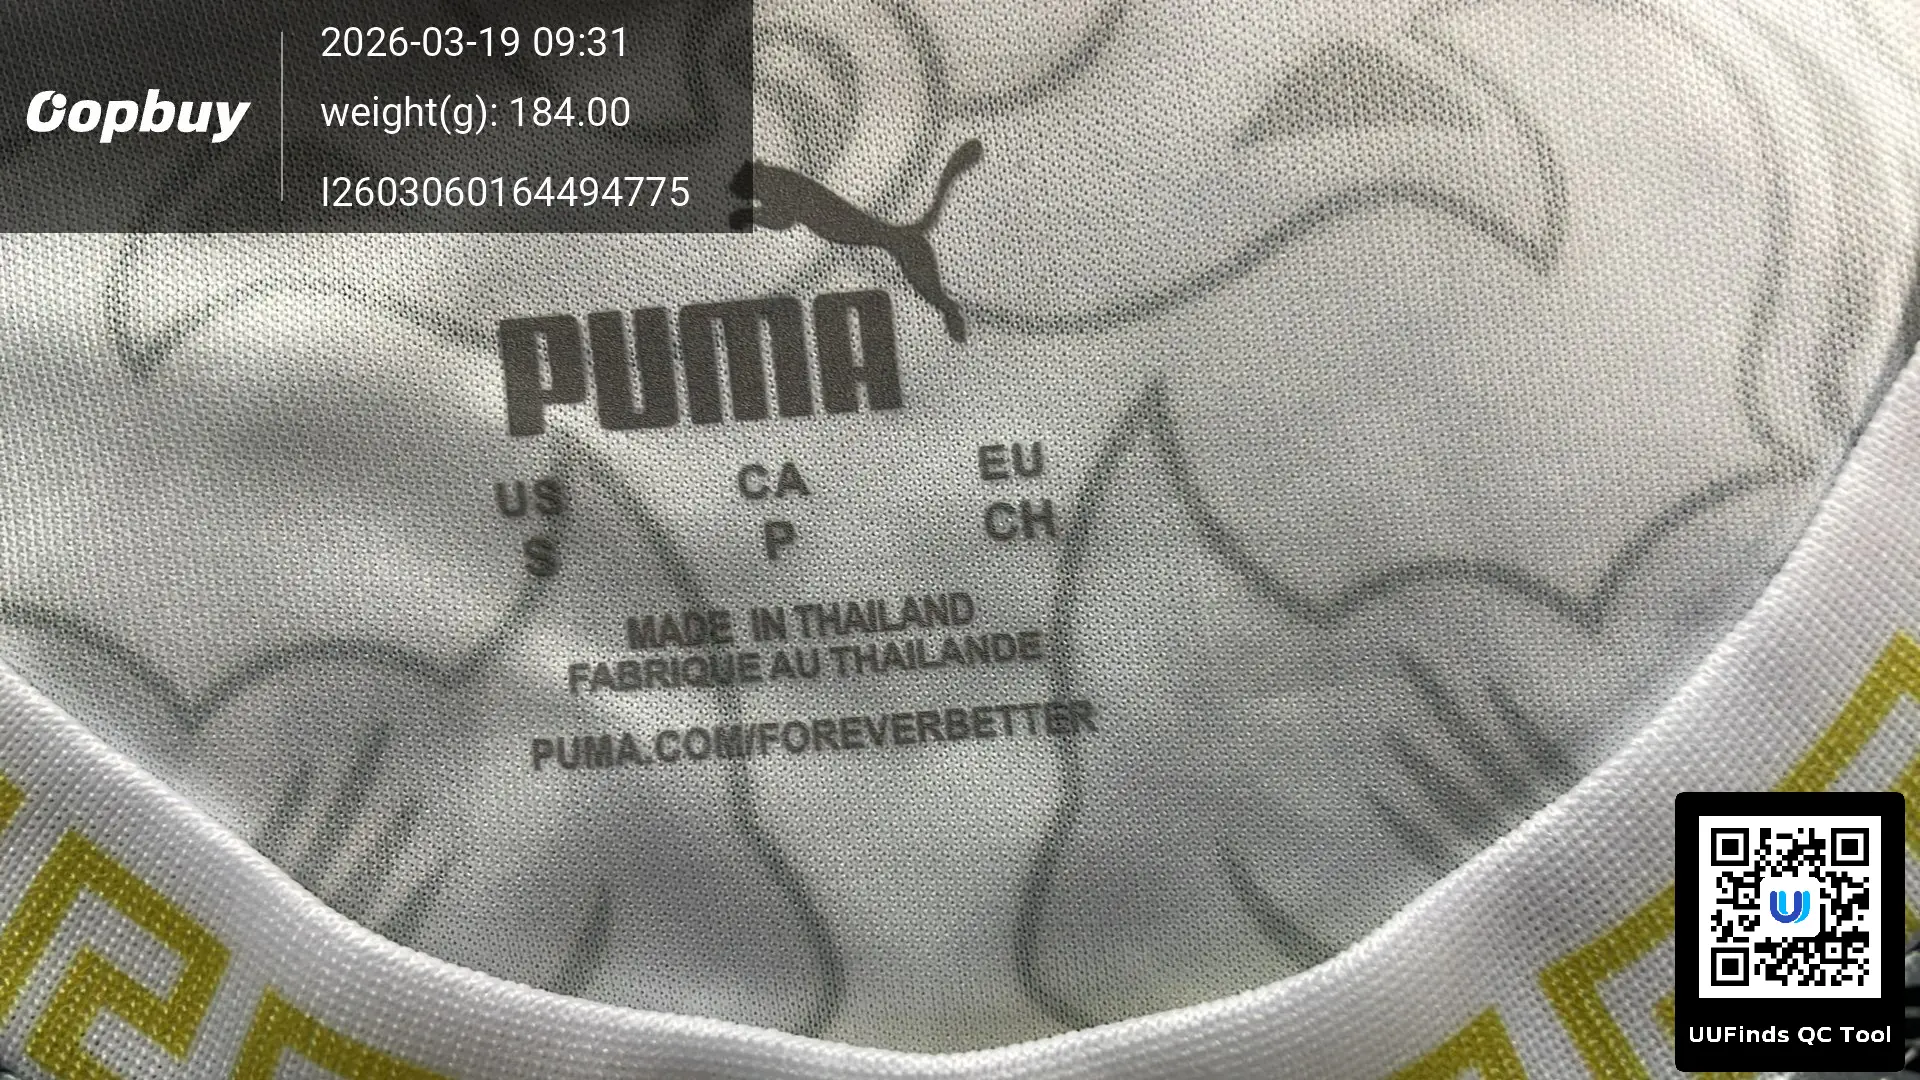 2026-03-19 09:31
Oopbuy
weight(g): 184.00
I2603060164494775
PUMA
US CA EU
S P CH
MADE IN THAILAND
FABRIQUE AU THAILANDE
PUMA.COM/FOREVERBETTER
UUFinds QC Tool